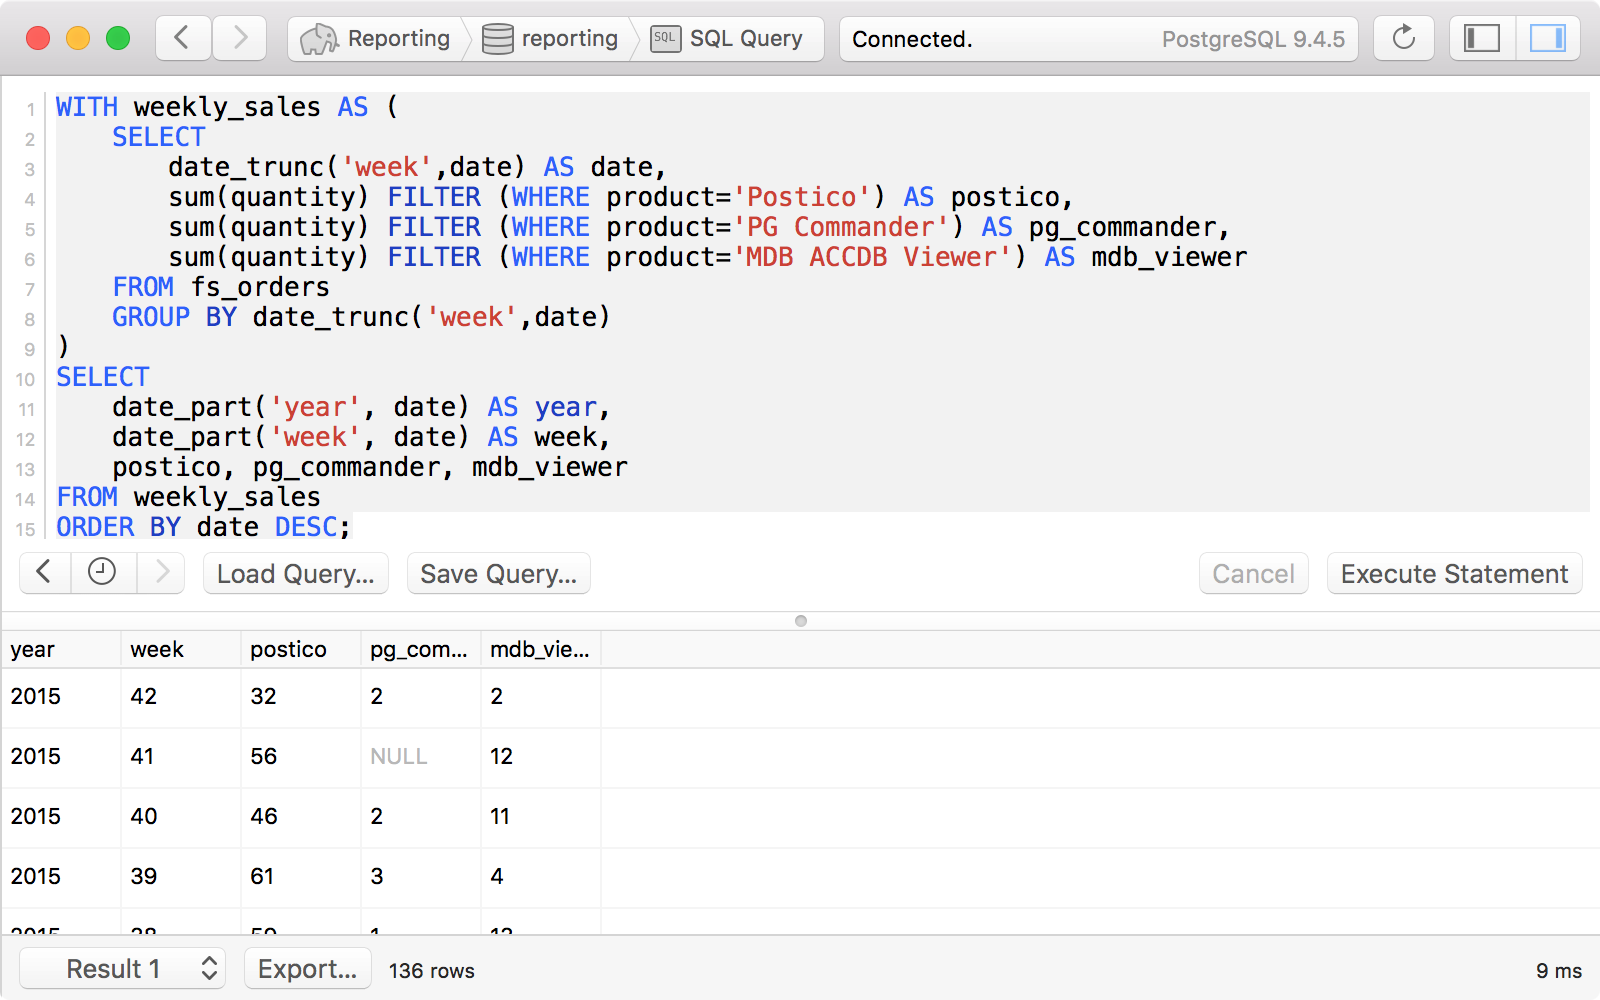 Reporting reporting SQL SQL Query Connected. PostgreSQL 9.4.5
1 WITH weekly_sales AS (
2 SELECT
3 date_trunc('week',date) AS date,
4 sum(quantity) FILTER (WHERE product='Postico') AS postico,
5 sum(quantity) FILTER (WHERE product='PG Commander') AS pg_commander,
6 sum(quantity) FILTER (WHERE product='MDB ACCDB Viewer') AS mdb_viewer
7 FROM fs_orders
8 GROUP BY date_trunc('week',date)
9 )
10 SELECT
11 date_part('year', date) AS year,
12 date_part('week', date) AS week,
13 postico, pg_commander, mdb_viewer
14 FROM weekly_sales
15 ORDER BY date DESC;
Load Query... Save Query... Cancel Execute Statement
year week postico pg_com... mdb_vie...
2015 42 32 2 2
2015 41 56 NULL 12
2015 40 46 2 11
2015 39 61 3 4
Result 1 Export... 136 rows 9 ms